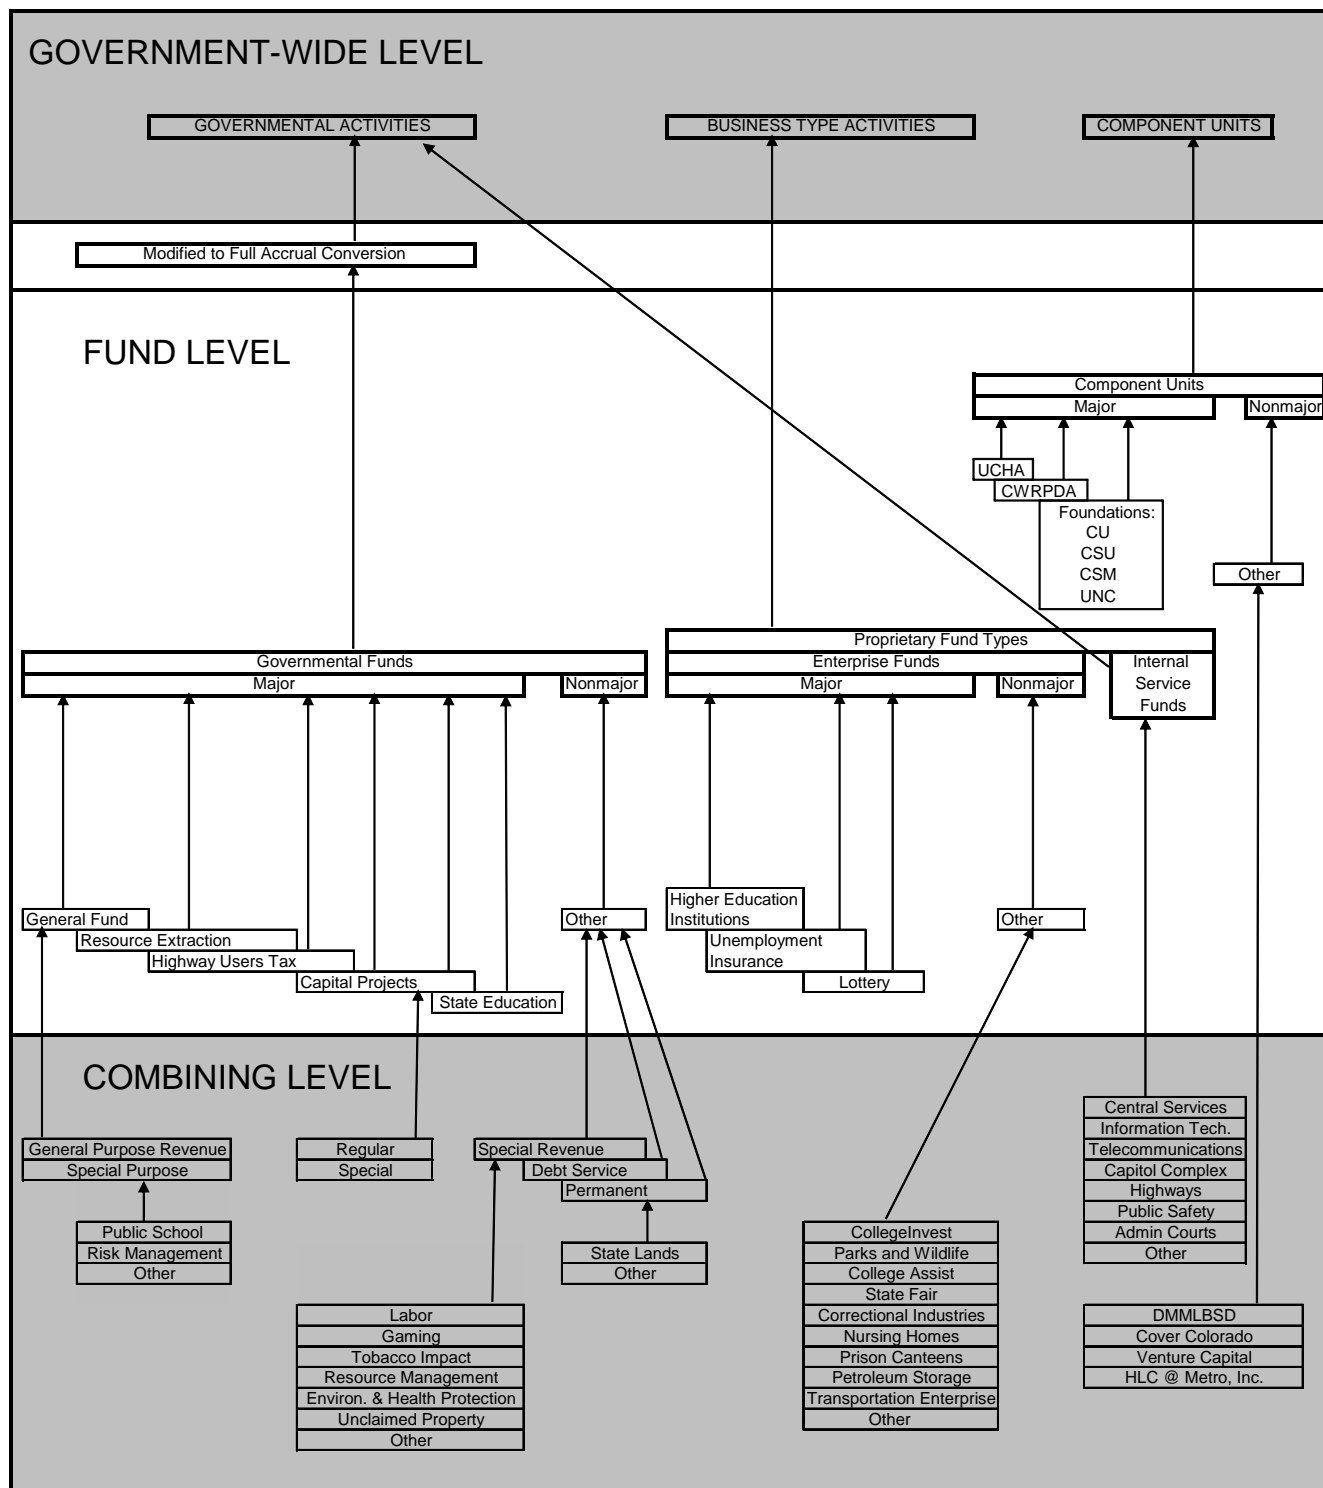 GOVERNMENT-WIDE LEVEL
GOVERNMENTAL ACTIVITIES
BUSINESS TYPE ACTIVITIES
COMPONENT UNITS
Modified to Full Accrual Conversion
FUND LEVEL
Component Units
Major
Nonmajor
UCHA
CWRPDA
Foundations:
CU
CSU
CSM
UNC
Other
Proprietary Fund Types
Governmental Funds
Major
Nonmajor
Enterprise Funds
Major
Nonmajor
Internal
Service
Funds
General Fund
Resource Extraction
Highway Users Tax
Capital Projects
State Education
Other
Higher Education
Institutions
Unemployment
Insurance
Lottery
Other
COMBINING LEVEL
General Purpose Revenue
Special Purpose
Public School
Risk Management
Other
Regular
Special
Special Revenue
Debt Service
Permanent
State Lands
Other
Labor
Gaming
Tobacco Impact
Resource Management
Environ. & Health Protection
Unclaimed Property
Other
CollegeInvest
Parks and Wildlife
College Assist
State Fair
Correctional Industries
Nursing Homes
Prison Canteens
Petroleum Storage
Transportation Enterprise
Other
Central Services
Information Tech.
Telecommunications
Capitol Complex
Highways
Public Safety
Admin Courts
Other
DMMLBSD
Cover Colorado
Venture Capital
HLC @ Metro, Inc.